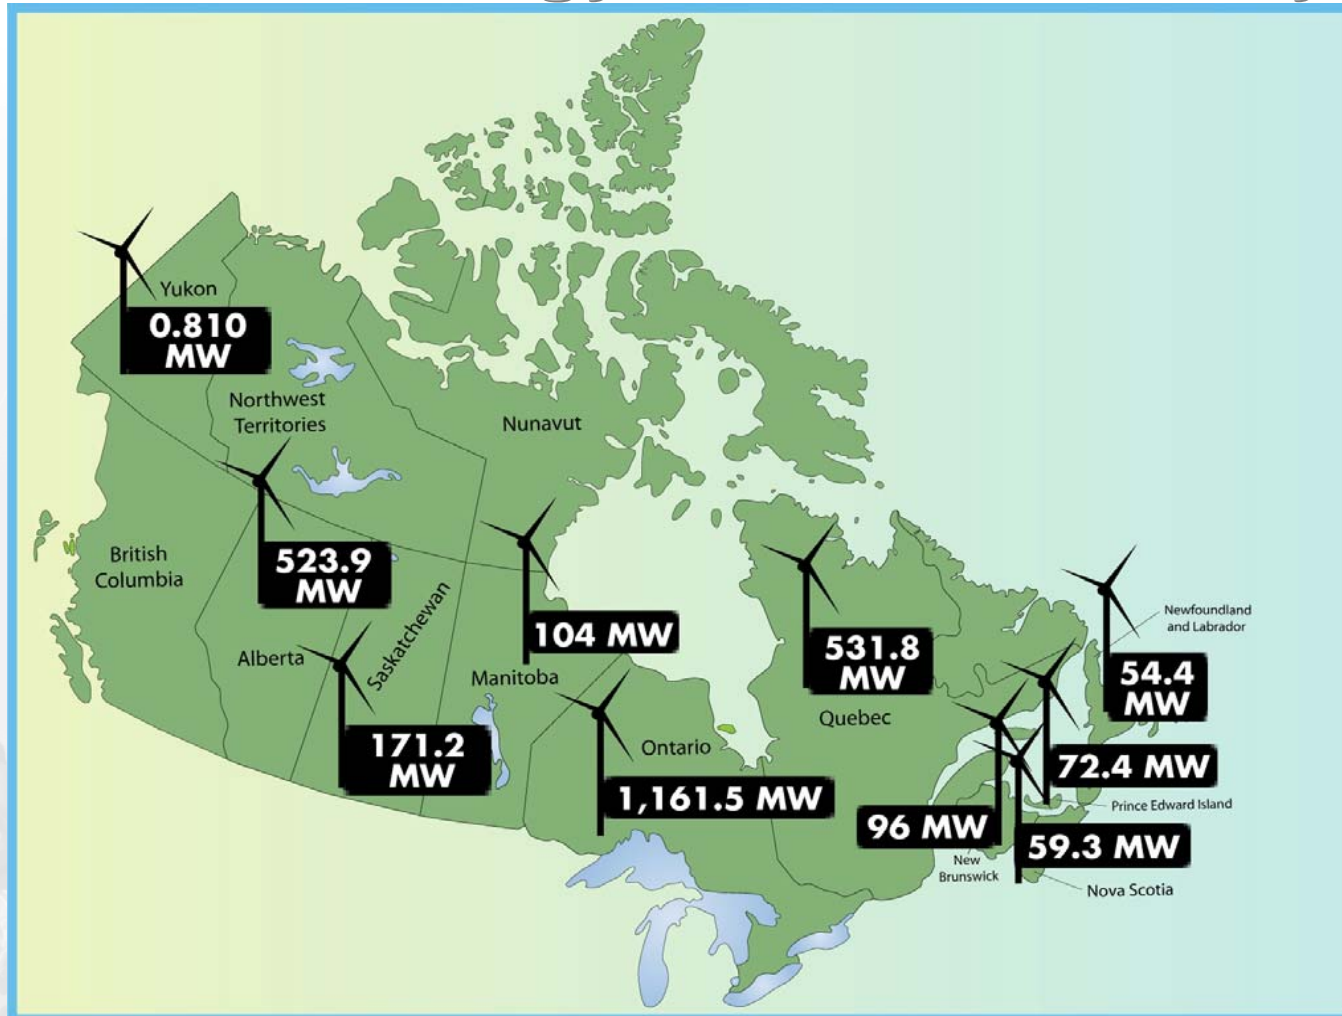 Yukon
0.810
MW
Northwest
Territories
Nunavut
British
Columbia
523.9
MW
Alberta
Saskatchewan
104 MW
Manitoba
171.2
MW
Ontario
1,161.5 MW
531.8
MW
Quebec
Newfoundland
and Labrador
54.4
MW
72.4 MW
Prince Edward Island
96 MW
New
Brunswick
59.3 MW
Nova Scotia